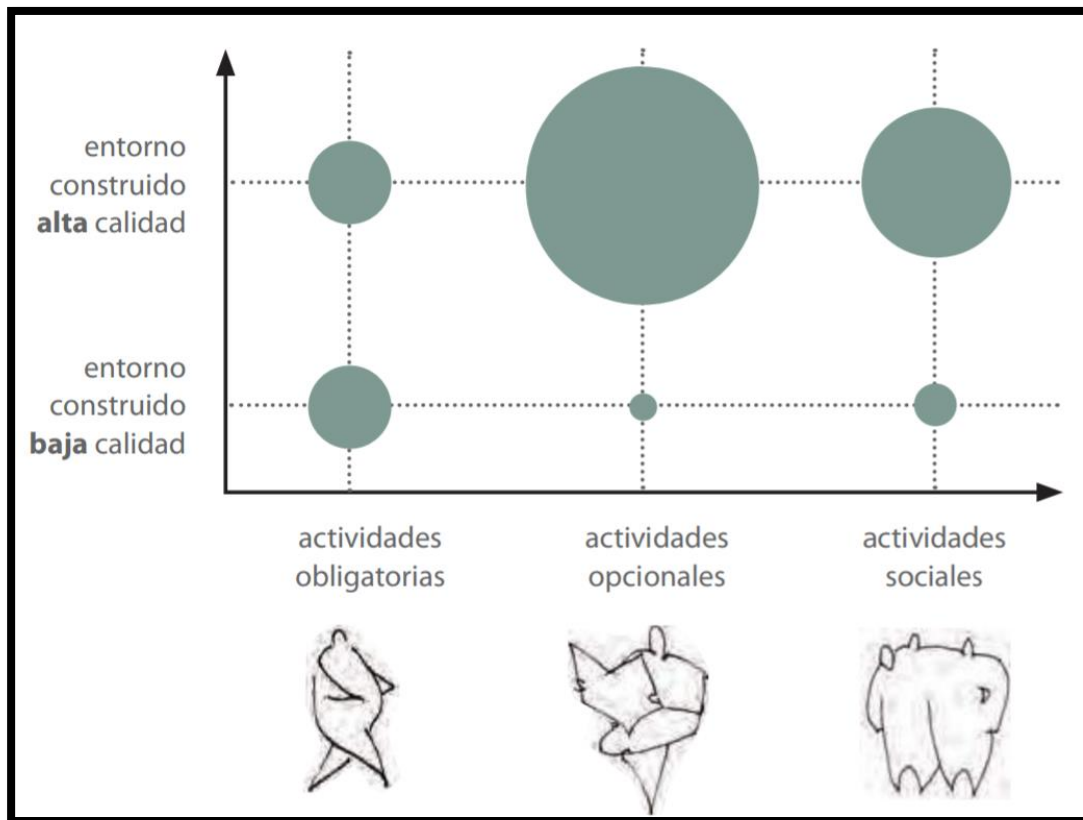 entorno
construido
alta calidad
entorno
construido
baja calidad
actividades
obligatorias
actividades
opcionales
actividades
sociales